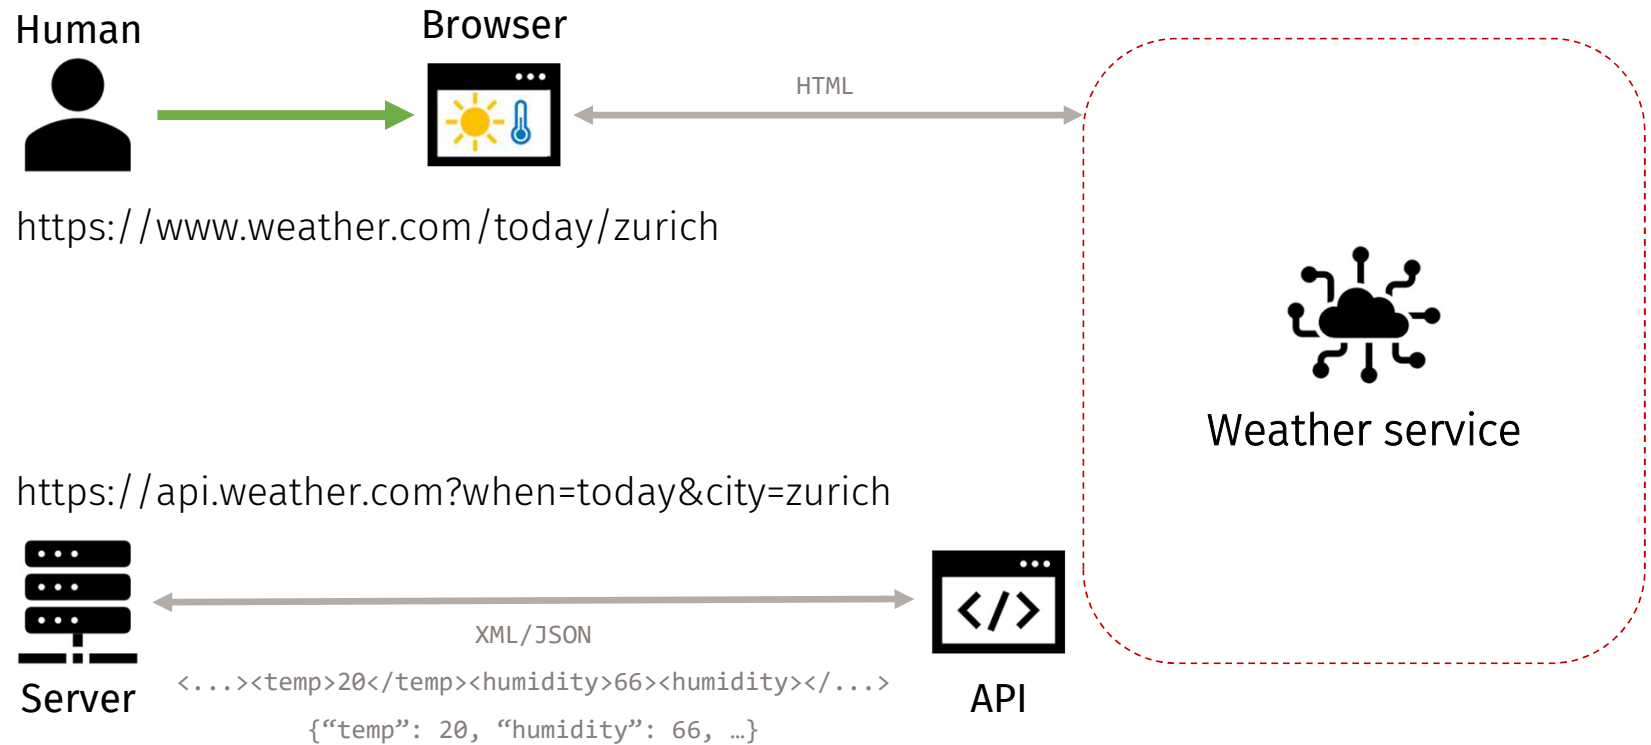 Human
Browser
HTML
https://www.weather.com/today/zurich
Weather service
https://api.weather.com?when=today&city=zurich
</>
XML/JSON
<...><temp>20</temp><humidity>66><humidity></...>
Server
API
{“temp”: 20, “humidity”: 66, …}